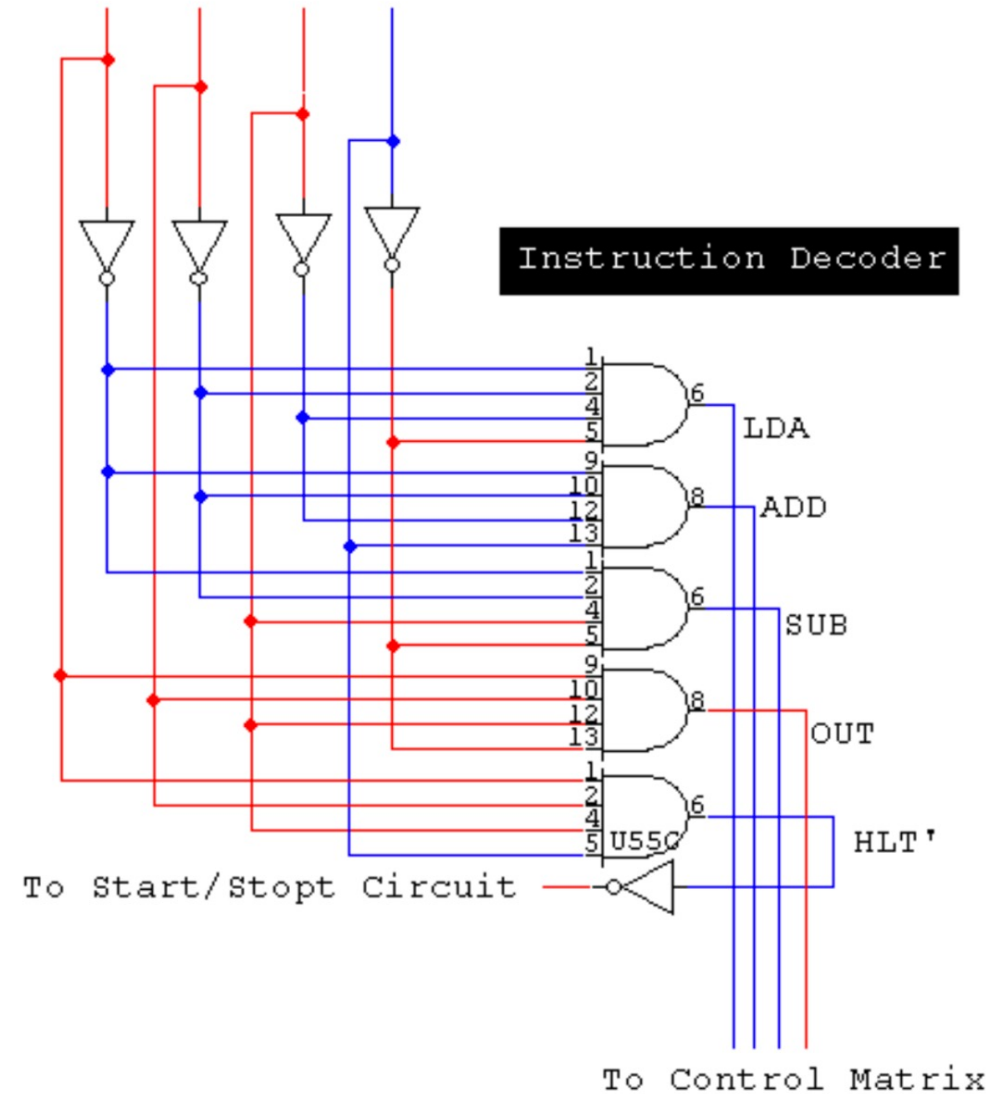 Instruction Decoder
1
2
4
5
6
LDA
9
10
12
13
8
ADD
1
2
4
5
6
SUB
9
10
12
13
8
OUT
1
2
4
5
6
U55C
HLT'
To Start/Stopt Circuit
To Control Matrix